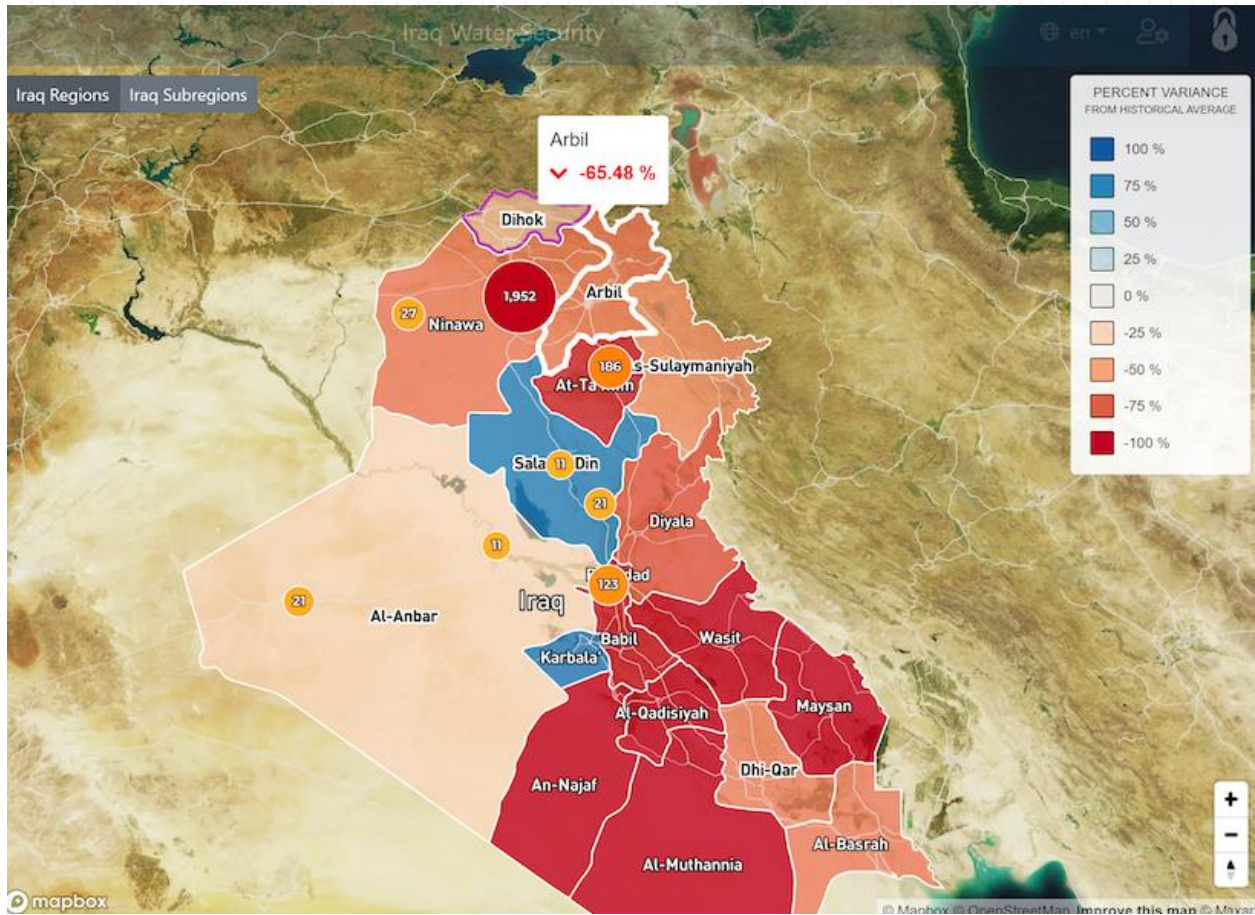 Iraq Water Security
en
Iraq Regions Iraq Subregions
PERCENT VARIANCE
FROM HISTORICAL AVERAGE
100 %
75 %
50 %
25 %
0 %
-25 %
-50 %
-75 %
-100 %
Arbil
-65.48 %
Dihok
1,952
Arbil
27
Ninawa
186
s-Sulaymaniyah
At-Ta
im
Sala
11
Din
21
Diyala
11
dad
123
21
Iraq
Al-Anbar
Babil
Wasit
Karbala'
Al-Qadisiyah
Maysan
Dhi-Qar
An-Najaf
Al-Basrah
Al-Muthannia
+
−
mapbox
© Mapbox © OpenStreetMap Improve this map © Maxar